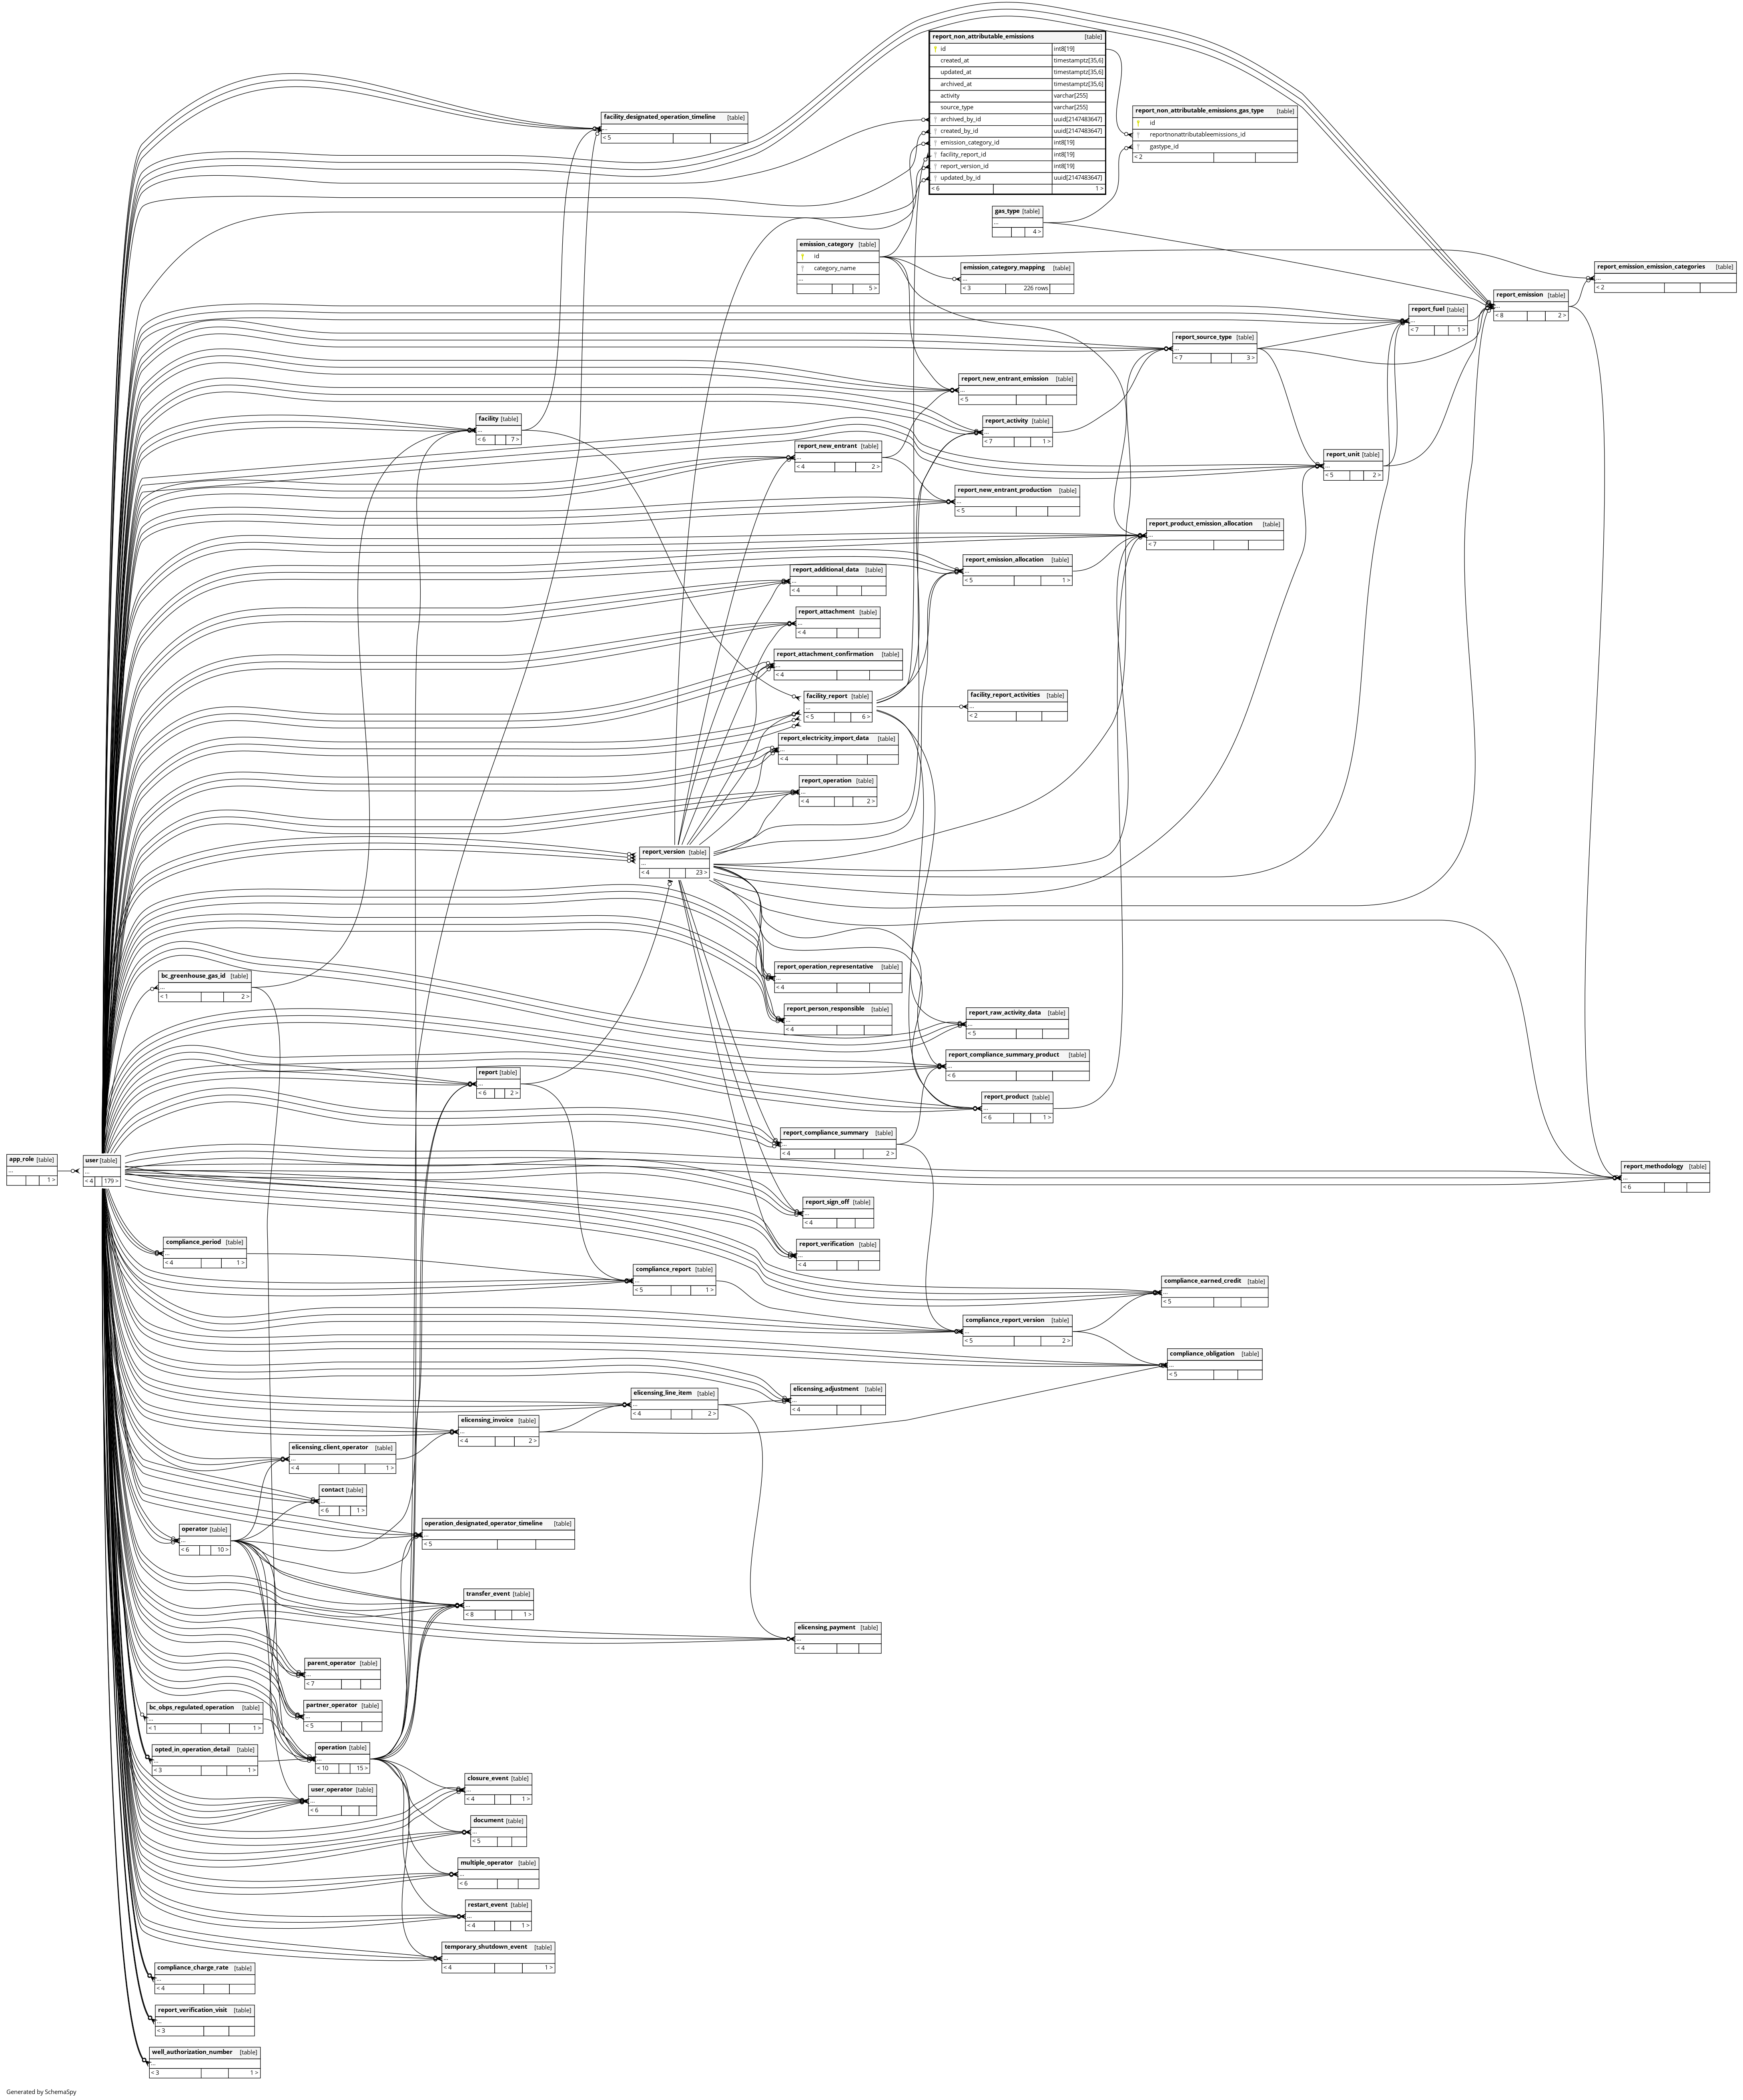 report_non_attributable_emissions [table]
id int8[19]
created_at timestamptz[35,6]
updated_at timestamptz[35,6]
archived_at timestamptz[35,6]
activity varchar[255]
source_type varchar[255]
archived_by_id uuid[2147483647]
created_by_id uuid[2147483647]
emission_category_id int8[19]
facility_report_id int8[19]
report_version_id int8[19]
updated_by_id uuid[2147483647]
< 6 1 >
report_non_attributable_emissions_gas_type [table]
id
reportnonattributableemissions_id
gastype_id
< 2
facility_designated_operation_timeline [table]
...
< 5
gas_type [table]
...
4 >
emission_category [table]
id
category_name
...
5 >
emission_category_mapping [table]
...
< 3 226 rows
report_emission_emission_categories [table]
...
< 2
report_emission [table]
...
< 8 2 >
report_fuel [table]
...
< 7 1 >
report_source_type [table]
...
< 7 3 >
report_new_entrant_emission [table]
...
< 5
facility [table]
...
< 6 7 >
report_activity [table]
...
< 7 1 >
report_new_entrant [table]
...
< 4 2 >
report_unit [table]
...
< 5 2 >
report_new_entrant_production [table]
...
< 5
report_product_emission_allocation [table]
...
< 7
report_emission_allocation [table]
...
< 5 1 >
report_additional_data [table]
...
< 4
report_attachment [table]
...
< 4
report_attachment_confirmation [table]
...
< 4
facility_report [table]
...
< 5 6 >
facility_report_activities [table]
...
< 2
report_electricity_import_data [table]
...
< 4
report_operation [table]
...
< 4 2 >
report_version [table]
...
< 4 23 >
bc_greenhouse_gas_id [table]
...
< 1 2 >
report_operation_representative [table]
...
< 4
report_person_responsible [table]
...
< 4
report_raw_activity_data [table]
...
< 5
report_compliance_summary_product [table]
...
< 6
report [table]
...
< 6 2 >
report_product [table]
...
< 6 1 >
report_compliance_summary [table]
...
< 4 2 >
app_role [table]
...
1 >
user [table]
...
< 4 179 >
report_methodology [table]
...
< 6
report_sign_off [table]
...
< 4
compliance_period [table]
...
< 4 1 >
report_verification [table]
...
< 4
compliance_report [table]
...
< 5 1 >
compliance_earned_credit [table]
...
< 5
compliance_report_version [table]
...
< 5 2 >
compliance_obligation [table]
...
< 5
elicensing_adjustment [table]
...
< 4
elicensing_line_item [table]
...
< 4 2 >
elicensing_invoice [table]
...
< 4 2 >
elicensing_client_operator [table]
...
< 4 1 >
contact [table]
...
< 6 1 >
operator [table]
...
< 6 10 >
operation_designated_operator_timeline [table]
...
< 5
transfer_event [table]
...
< 8 1 >
elicensing_payment [table]
...
< 4
parent_operator [table]
...
< 7
bc_obps_regulated_operation [table]
...
< 1 1 >
partner_operator [table]
...
< 5
opted_in_operation_detail [table]
...
< 3 1 >
operation [table]
...
< 10 15 >
user_operator [table]
...
< 6
closure_event [table]
...
< 4 1 >
document [table]
...
< 5
multiple_operator [table]
...
< 6
restart_event [table]
...
< 4 1 >
temporary_shutdown_event [table]
...
< 4 1 >
compliance_charge_rate [table]
...
< 4
report_verification_visit [table]
...
< 3
well_authorization_number [table]
...
< 3 1 >
Generated by SchemaSpy